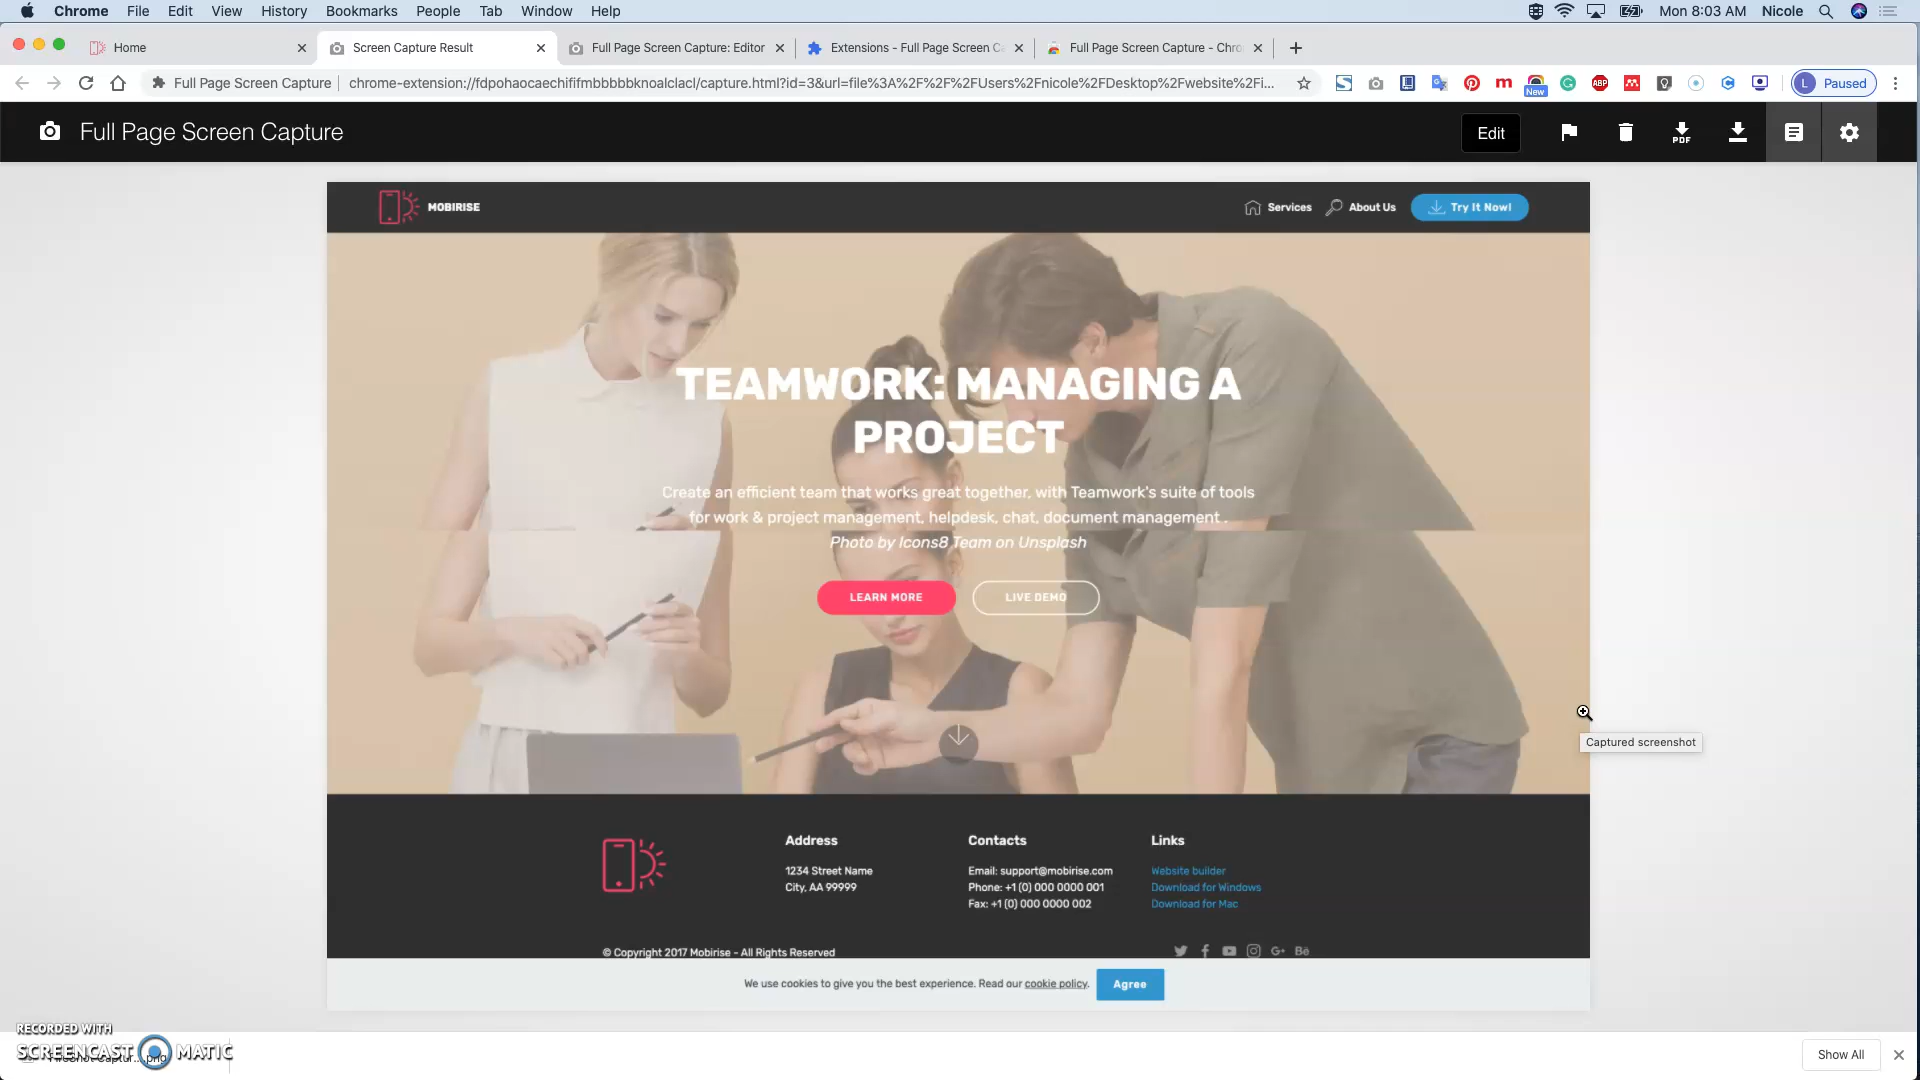 Chrome File Edit View History Bookmarks People Tab Window Help
Mon 8:03 AM Nicole
Home
Screen Capture Result
Full Page Screen Capture: Editor
Extensions - Full Page Screen Ca
Full Page Screen Capture - Chro
Full Page Screen Capture chrome-extension://fdpohaocaechififmbbbbbknoalclacl/capture.html?id=3&url=file%3A%2F%2F%2FUsers%2Fnicole%2FDesktop%2Fwebsite%2Fi...
New
ABP
L Paused
Full Page Screen Capture
Edit
PDF
MOBIRISE
Services
About Us
Try It Now!
TEAMWORK: MANAGING A
PROJECT
Create an efficient team that works great together, with Teamwork's suite of tools
for work & project management, helpdesk, chat, document management .
Photo by Icons8 Team on Unsplash
LEARN MORE
LIVE DEMO
Captured screenshot
Address
1234 Street Name
City, AA 99999
Contacts
Email: support@mobirise.com
Phone: +1 (0) 000 0000 001
Fax: +1 (0) 000 0000 002
Links
Website builder
Download for Windows
Download for Mac
© Copyright 2017 Mobirise - All Rights Reserved
G+ Bē
We use cookies to give you the best experience. Read our cookie policy.
Agree
RECORDED WITH
SCREENCAST MATIC
Show All